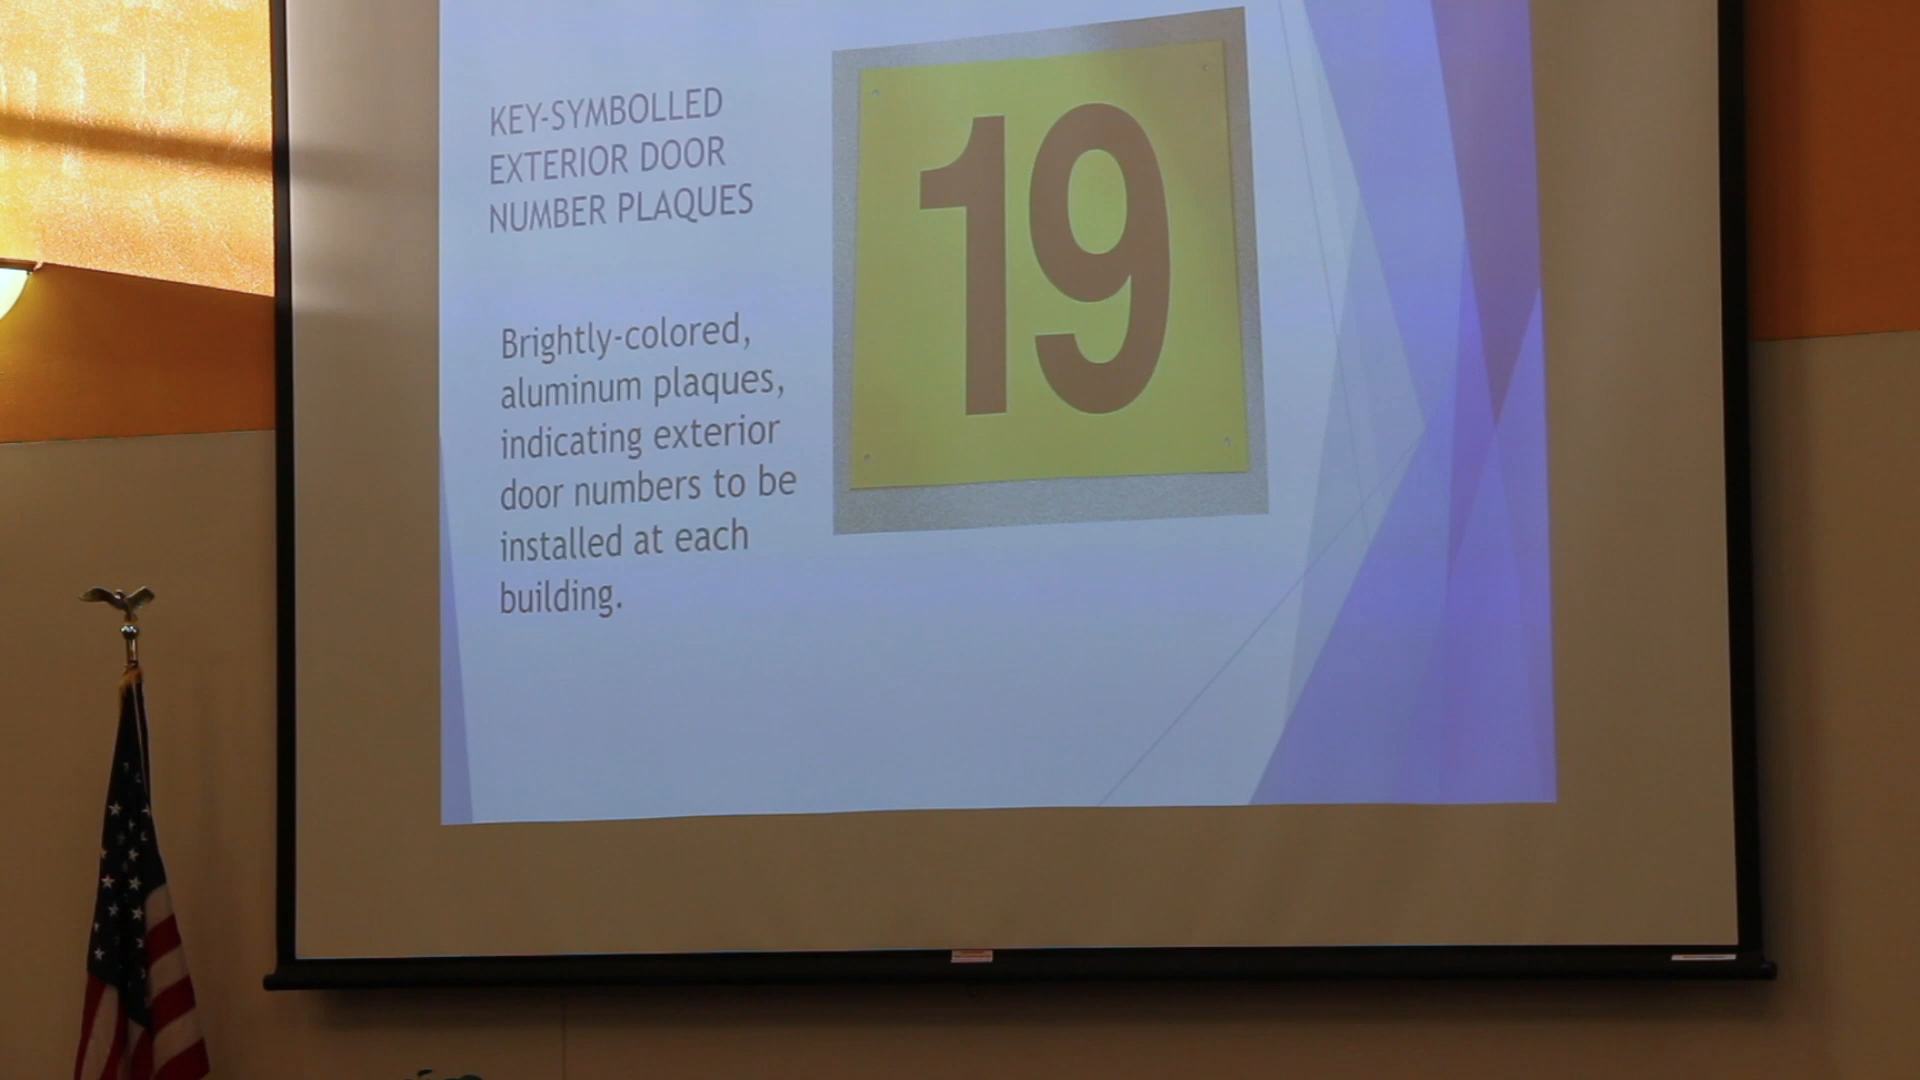 KEY-SYMBOLLED
EXTERIOR DOOR
NUMBER PLAQUES
19
Brightly-colored,
aluminum plaques,
indicating exterior
door numbers to be
installed at each
building.